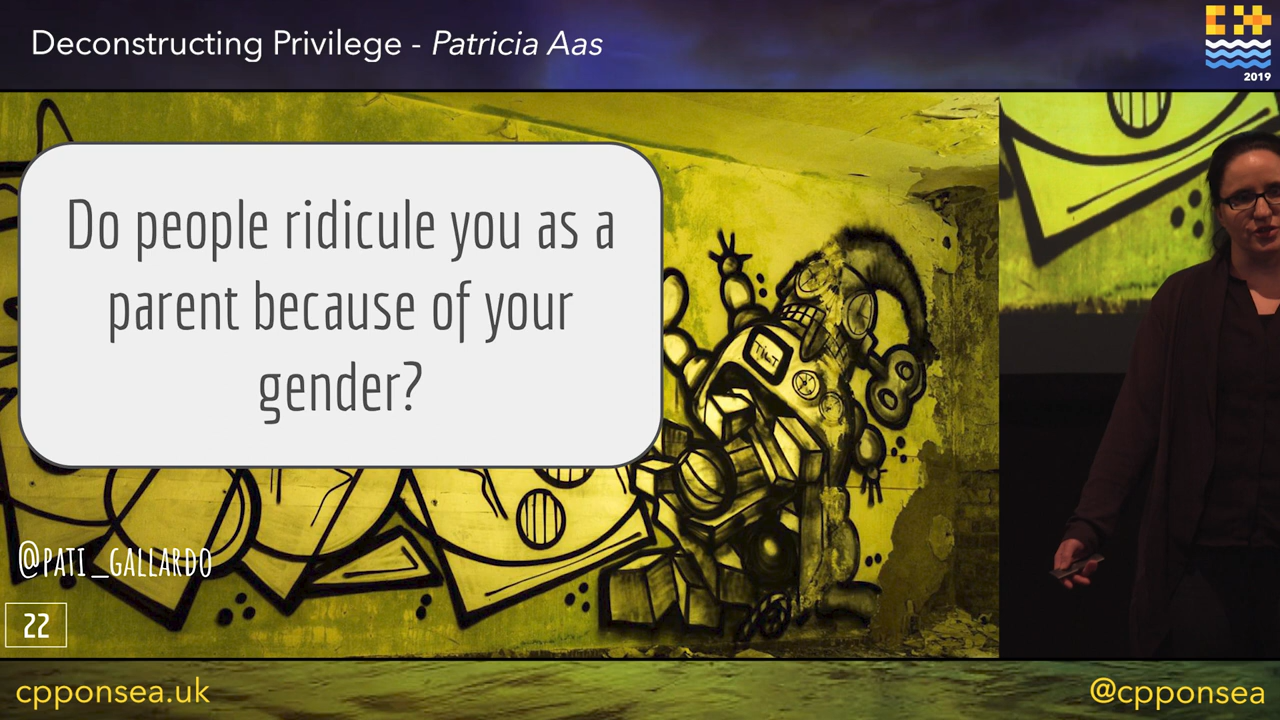 Deconstructing Privilege - Patricia Aas
2019
Do people ridicule you as a
parent because of your
gender?
TILT
@PATI_GALLARDO
22
cpponsea.uk
@cpponsea